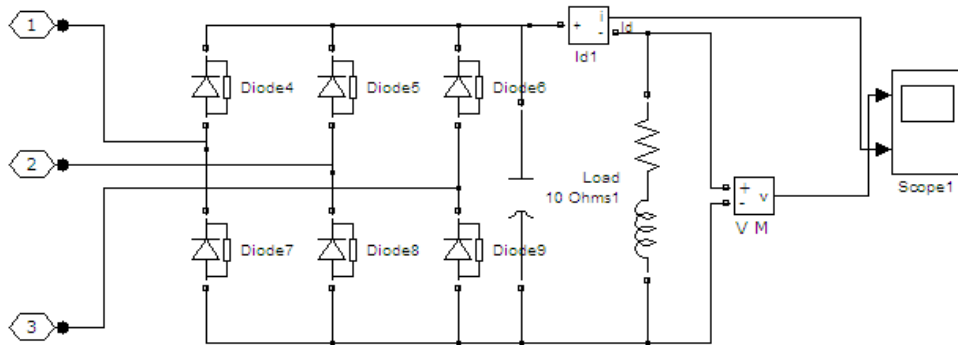 1
i
+
-
Id
Id1
Diode4
Diode5
Diode6
2
Load
10 Ohms1
+
-
v
V M
Scope1
Diode7
Diode8
Diode9
3